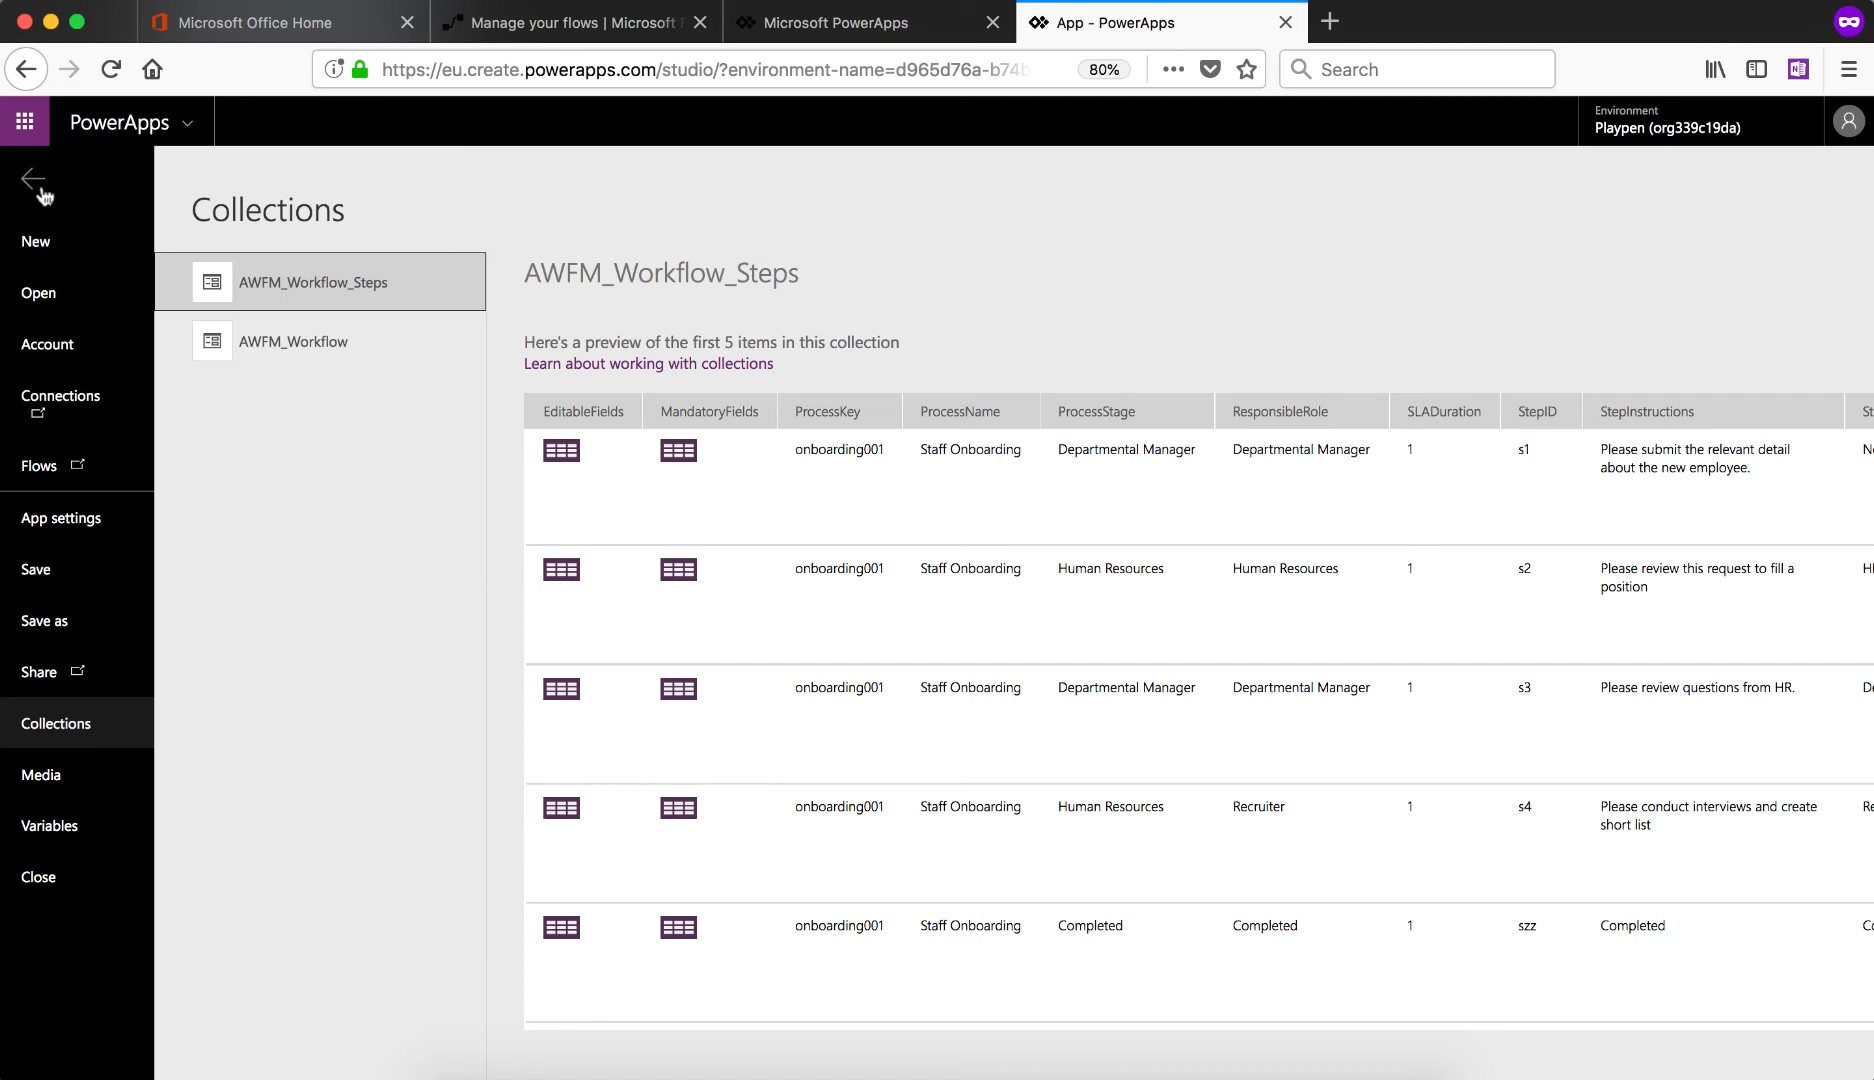 Microsoft Office Home
Manage your flows | Microsoft
Microsoft PowerApps
App - PowerApps
https://eu.create.powerapps.com/studio/?environment-name=d965d76a-b74b
80%
Search
PowerApps
Environment
Playpen (org339c19da)
New
Open
Account
Connections
Flows
App settings
Save
Save as
Share
Collections
Media
Variables
Close
Collections
AWFM_Workflow_Steps
AWFM_Workflow
AWFM_Workflow_Steps
Here's a preview of the first 5 items in this collection
Learn about working with collections
EditableFields MandatoryFields ProcessKey ProcessName ProcessStage ResponsibleRole SLADuration StepID StepInstructions St
onboarding001 Staff Onboarding Departmental Manager Departmental Manager 1 s1 Please submit the relevant detail
about the new employee.
onboarding001 Staff Onboarding Human Resources Human Resources 1 s2 Please review this request to fill a
position
onboarding001 Staff Onboarding Departmental Manager Departmental Manager 1 s3 Please review questions from HR.
onboarding001 Staff Onboarding Human Resources Recruiter 1 s4 Please conduct interviews and create
short list
onboarding001 Staff Onboarding Completed Completed 1 szz Completed